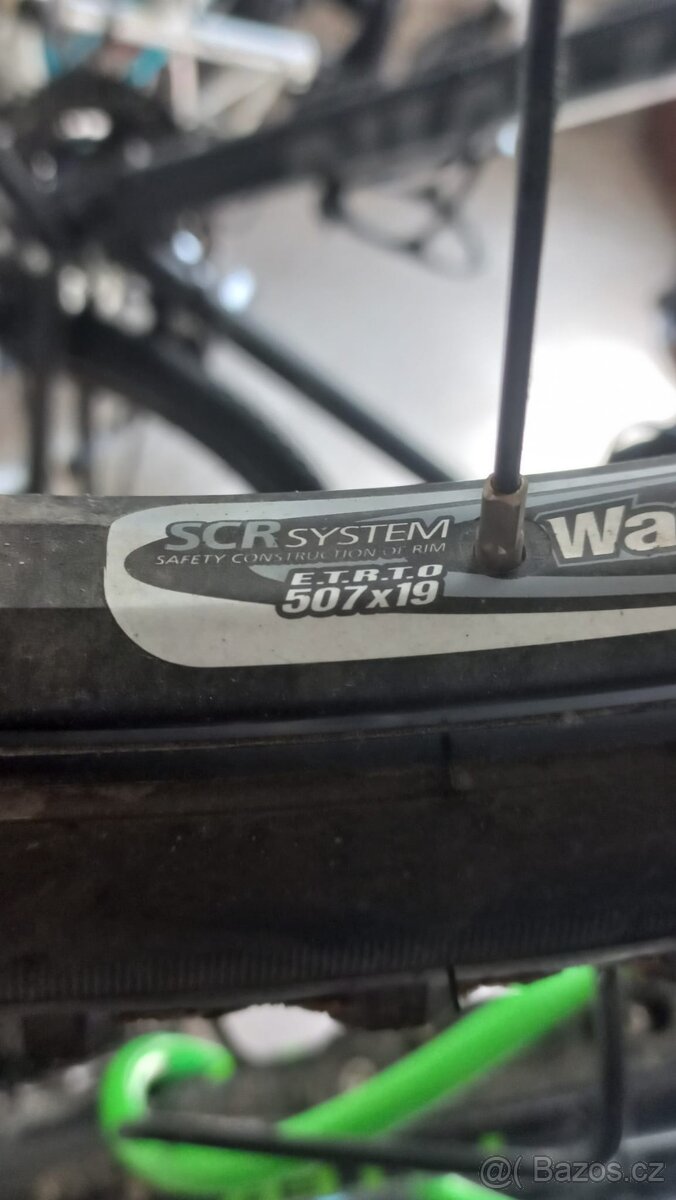 SCR SYSTEM
SAFETY CONSTRUCTION OF RIM
E.T.R.T.O
507x19
Wa
@( Bazos.cz